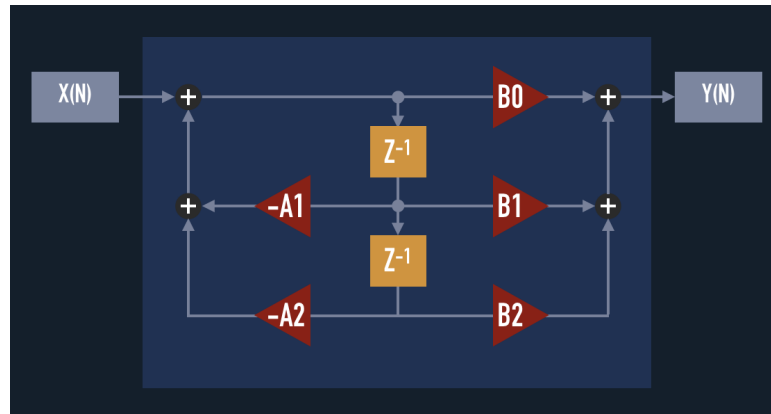 X(N)
+
B0
+
Y(N)
Z⁻¹
+
-A1
B1
+
Z⁻¹
-A2
B2